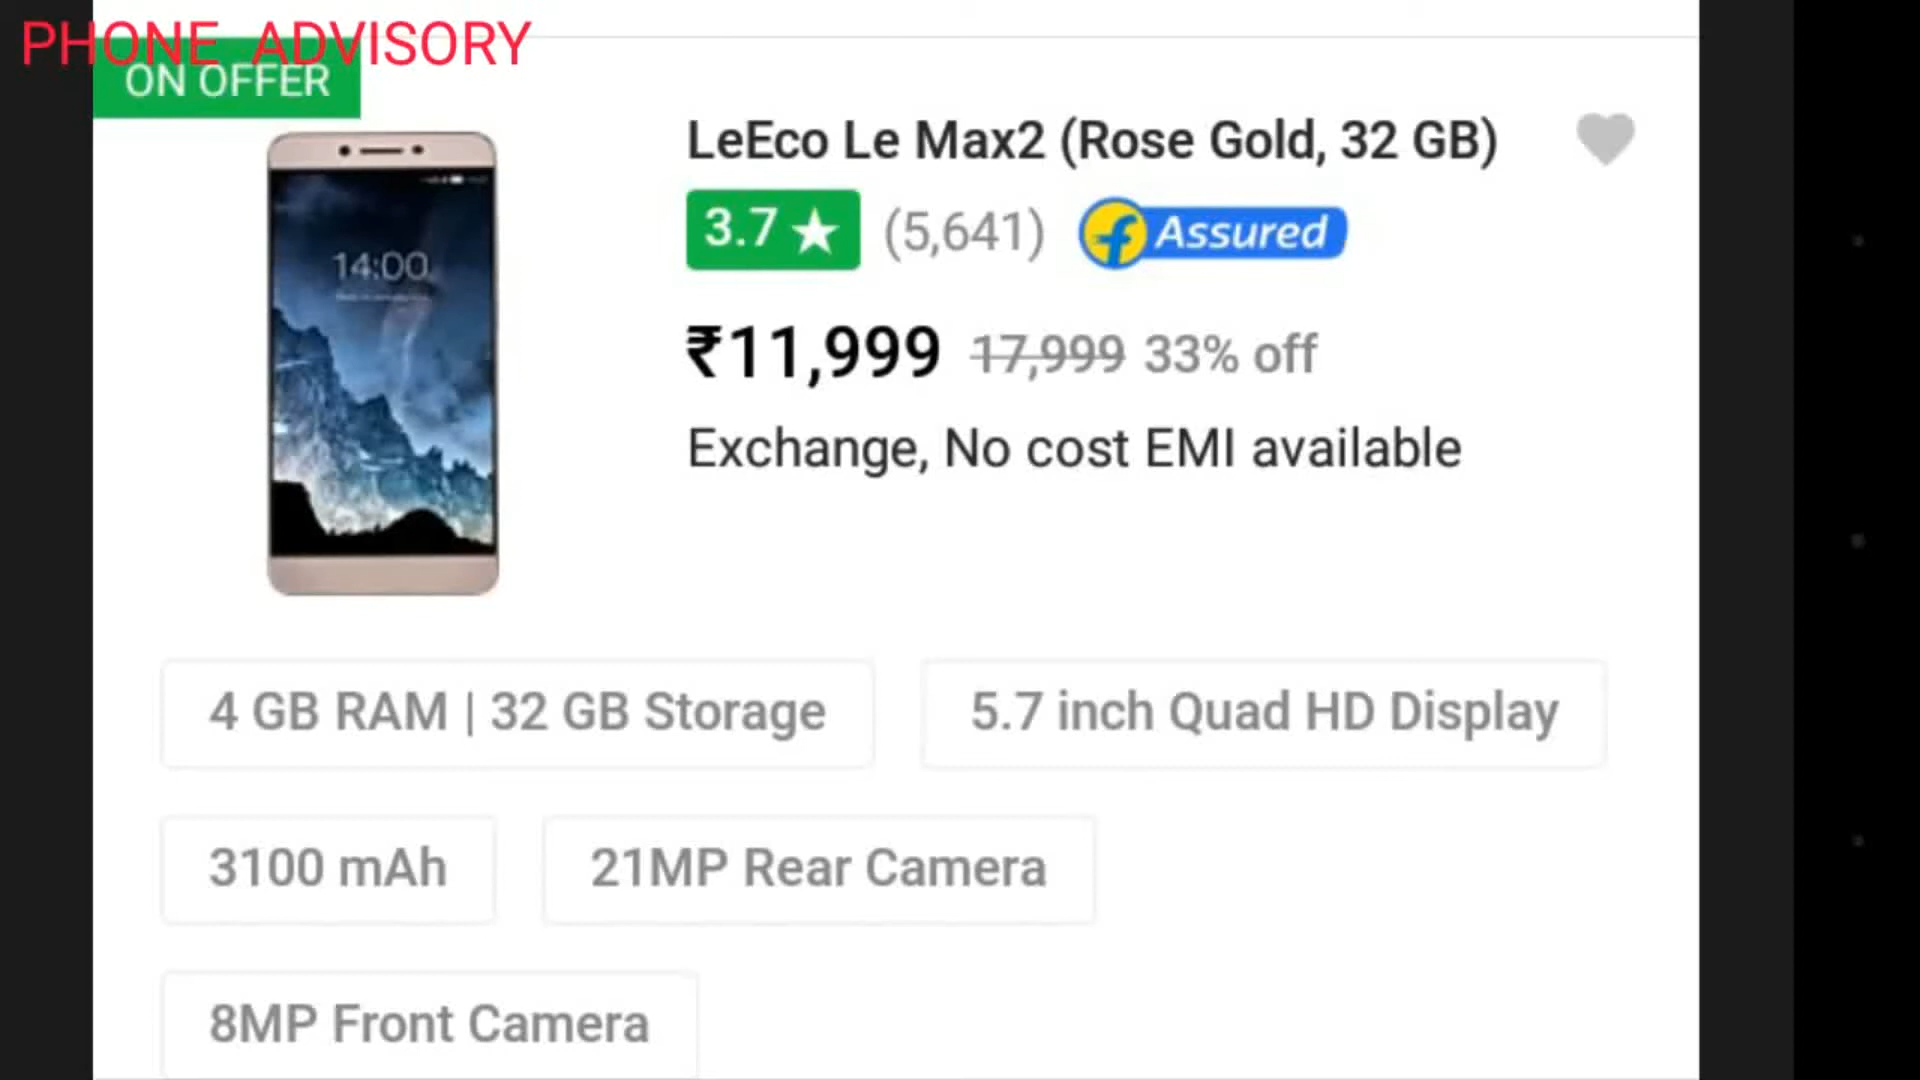 PHONE ADVISORY
ON OFFER
LeEco Le Max2 (Rose Gold, 32 GB)
3.7 ★ (5,641) f Assured
₹11,999 17,999 33% off
Exchange, No cost EMI available
14:00
4 GB RAM | 32 GB Storage
5.7 inch Quad HD Display
3100 mAh
21MP Rear Camera
8MP Front Camera